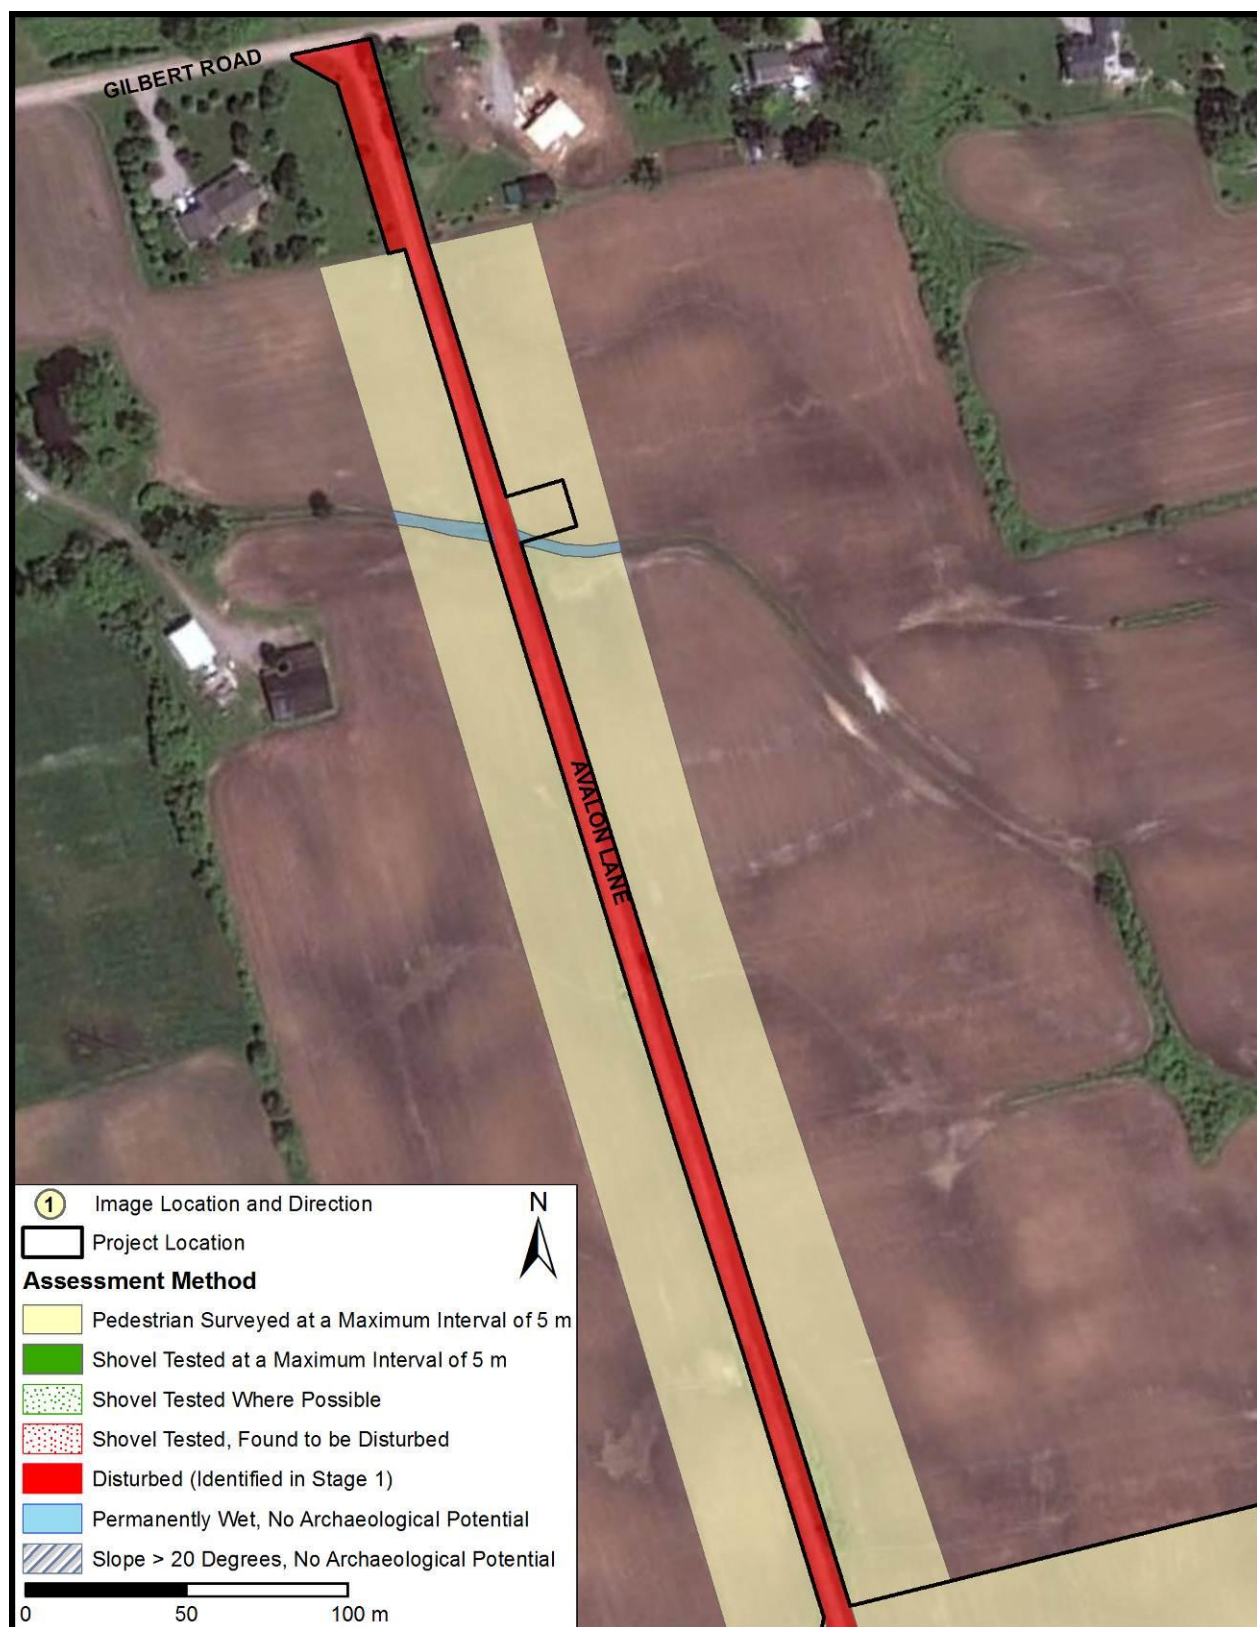 GILBERT ROAD
AVALON LANE
1 Image Location and Direction
N
Project Location
Assessment Method
Pedestrian Surveyed at a Maximum Interval of 5 m
Shovel Tested at a Maximum Interval of 5 m
Shovel Tested Where Possible
Shovel Tested, Found to be Disturbed
Disturbed (Identified in Stage 1)
Permanently Wet, No Archaeological Potential
Slope > 20 Degrees, No Archaeological Potential
0 50 100 m